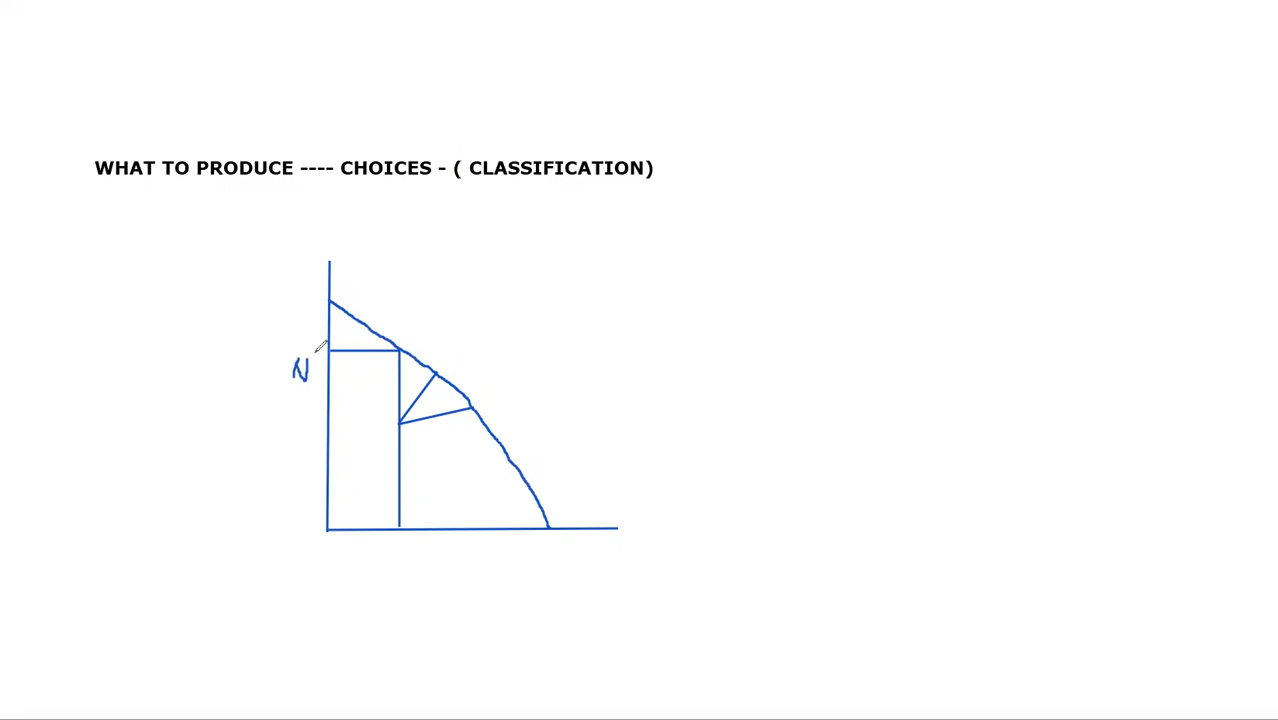 WHAT TO PRODUCE ---- CHOICES - ( CLASSIFICATION)
N